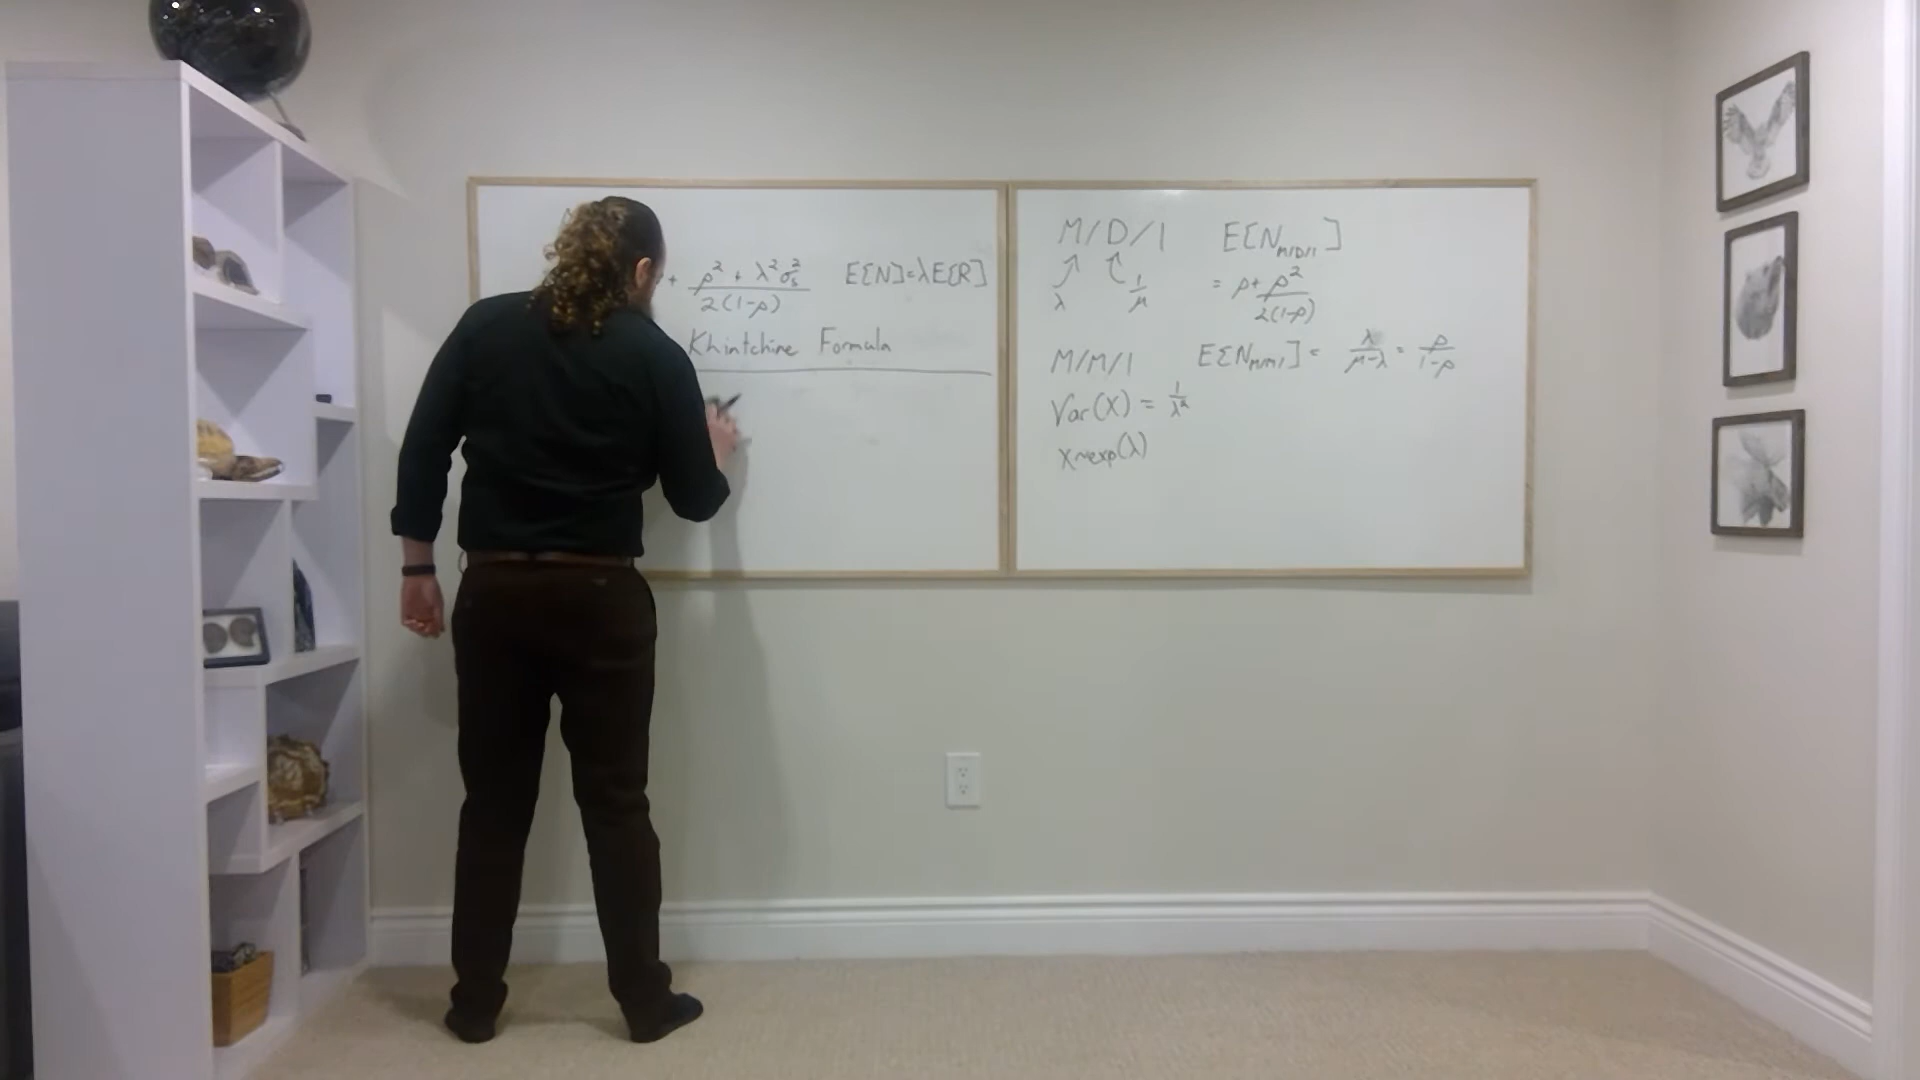 + ρ² + λ²σₛ² / 2(1-ρ) E[N]=λE[R]
Khintchine Formula
M/D/1 E[N_M/D/1]
λ 1/μ = ρ + ρ² / 2(1-ρ)
M/M/1 E[N_M/M/1] = λ/μ-λ = ρ/1-ρ
Var(X) = 1/λ²
X~exp(λ)